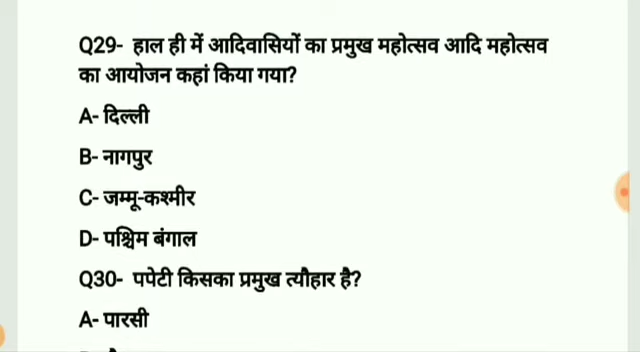 Q29- हाल ही में आदिवासियों का प्रमुख महोत्सव आदि महोत्सव
का आयोजन कहां किया गया?
A- दिल्ली
B- नागपुर
C- जम्मू-कश्मीर
D- पश्चिम बंगाल
Q30- पपेटी किसका प्रमुख त्यौहार है?
A- पारसी